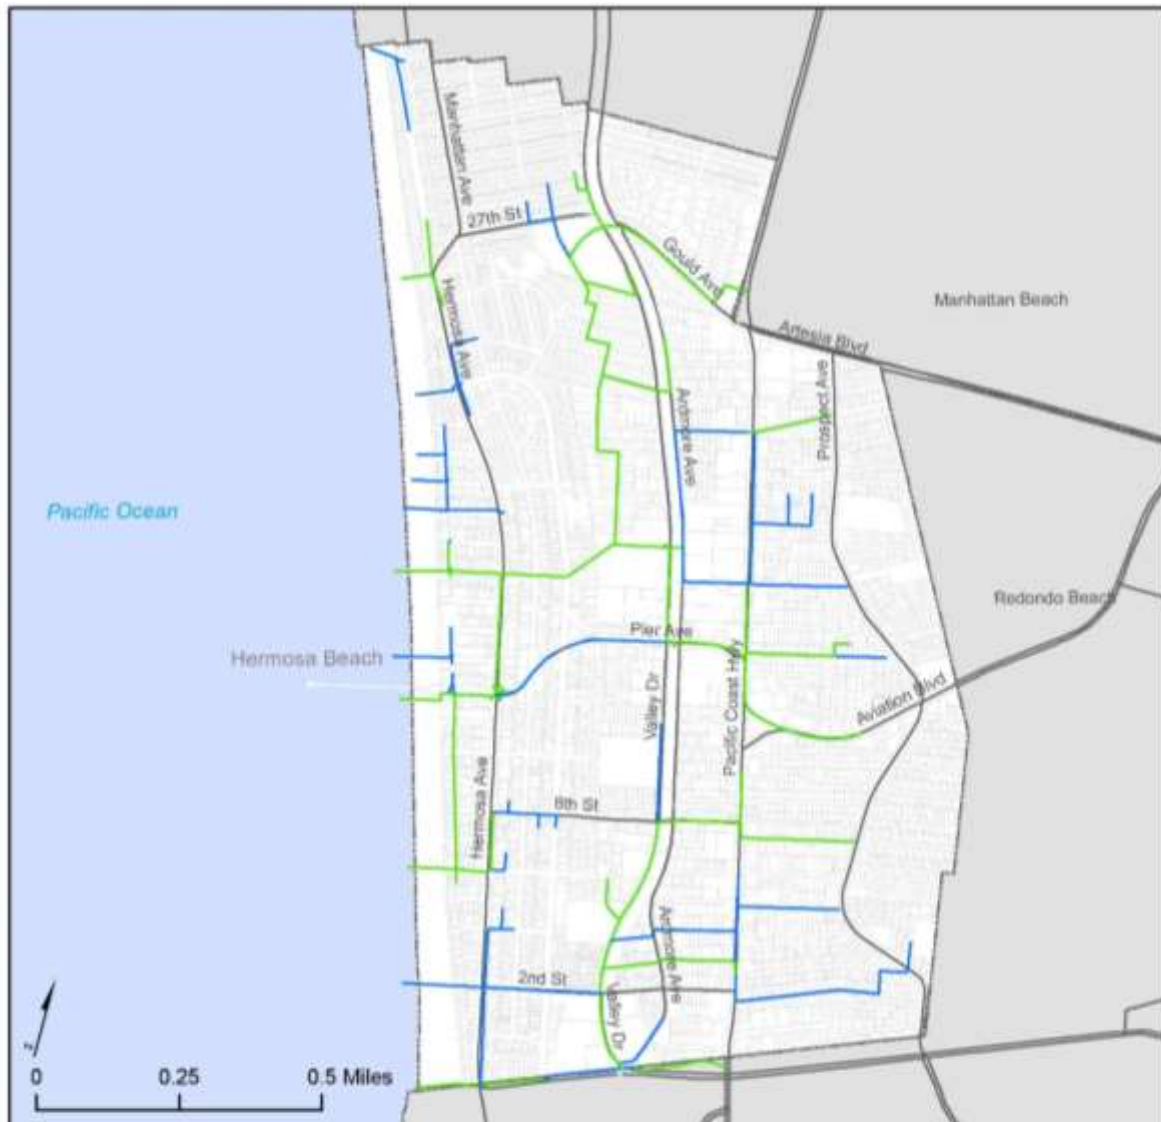 Manhattan Ave
27th St
Gould Ave
Manhattan Beach
Hermosa Ave
Artesia Blvd
Prospect Ave
Ardmore Ave
Pacific Ocean
Redondo Beach
Pier Ave
Hermosa Beach
Pacific Coast Hwy
Valley Dr
Aviation Blvd
Hermosa Ave
8th St
Ardmore Ave
2nd St
Valley Dr
z
0 0.25 0.5 Miles